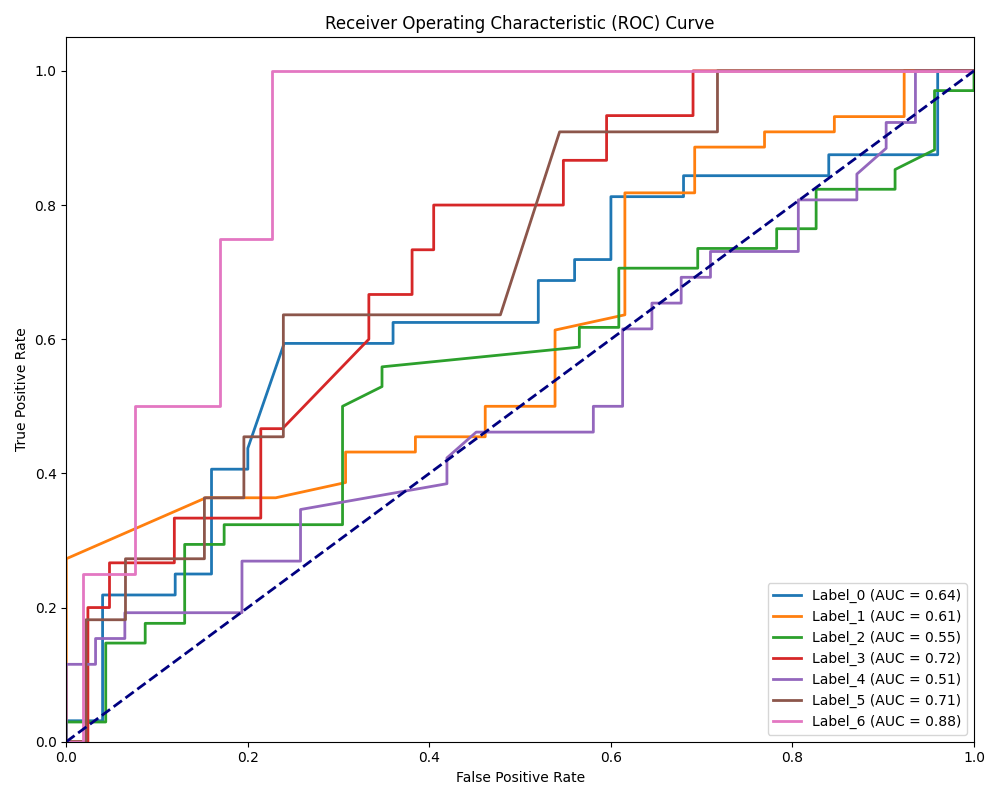 Receiver Operating Characteristic (ROC) Curve
True Positive Rate
1.0
0.8
0.6
0.4
0.2
0.0
Label_0 (AUC = 0.64)
Label_1 (AUC = 0.61)
Label_2 (AUC = 0.55)
Label_3 (AUC = 0.72)
Label_4 (AUC = 0.51)
Label_5 (AUC = 0.71)
Label_6 (AUC = 0.88)
0.0 0.2 0.4 0.6 0.8 1.0
False Positive Rate